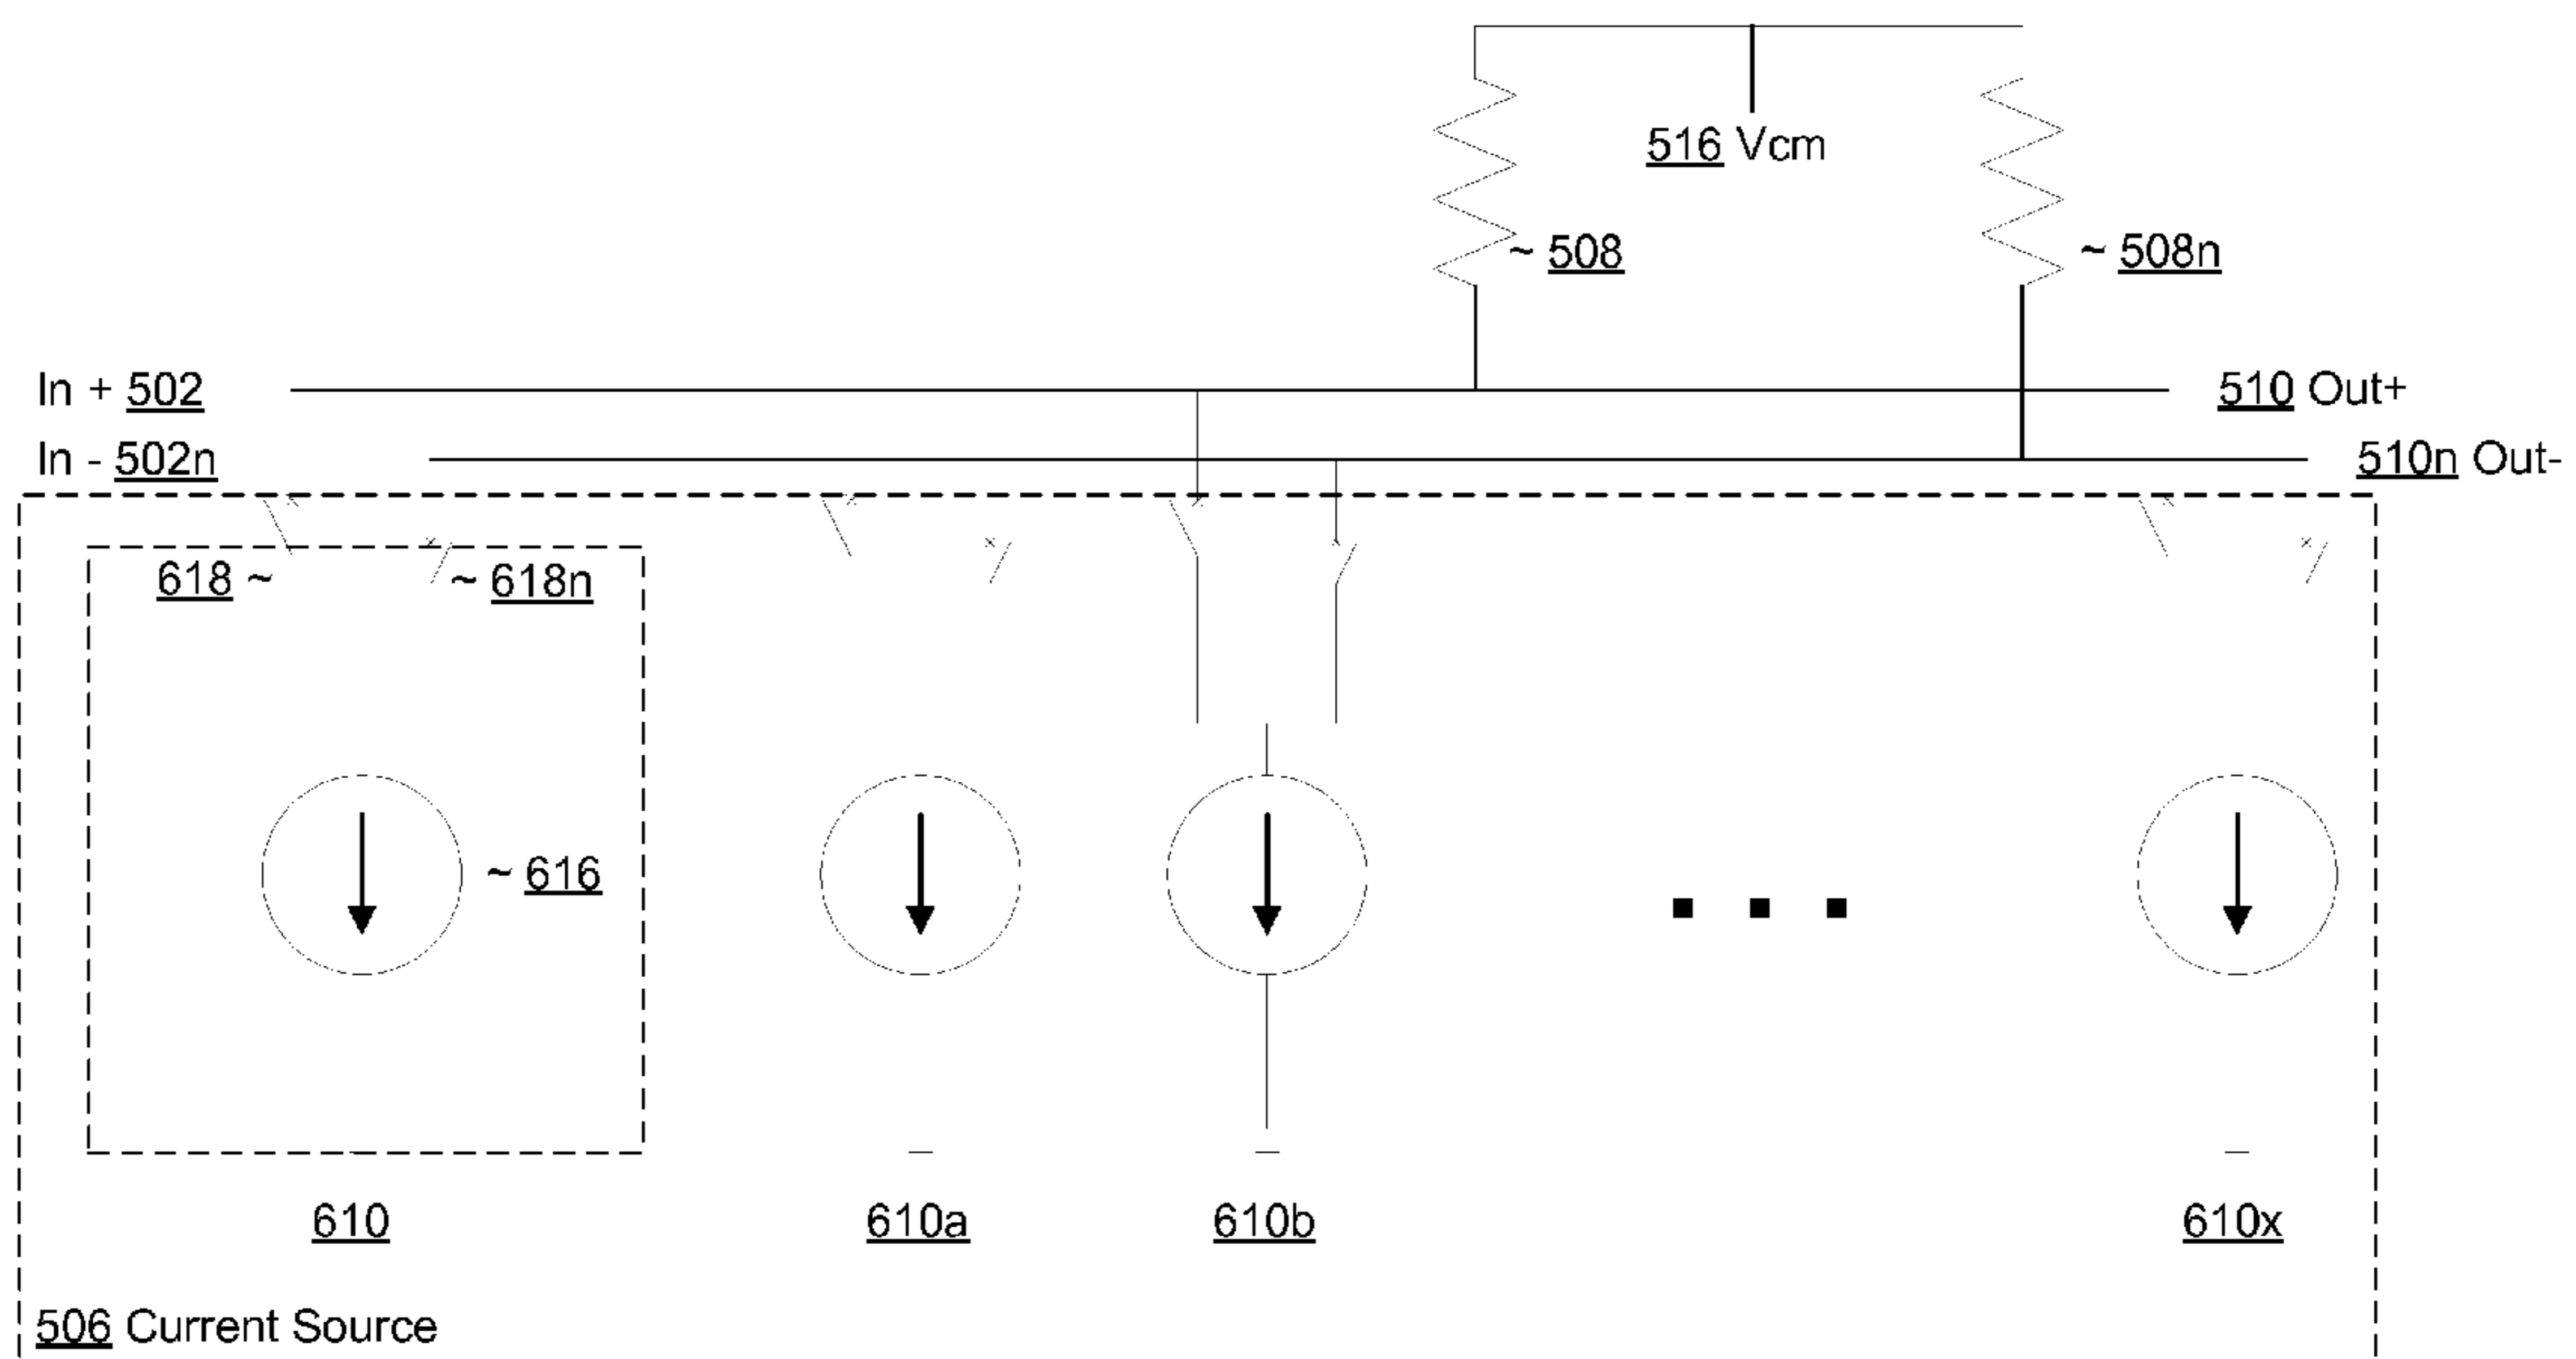 516 Vcm
~ 508
~ 508n
In + 502
510 Out+
In - 502n
510n Out-
618 ~
~ 618n
~ 616
610
610a
610b
610x
506 Current Source